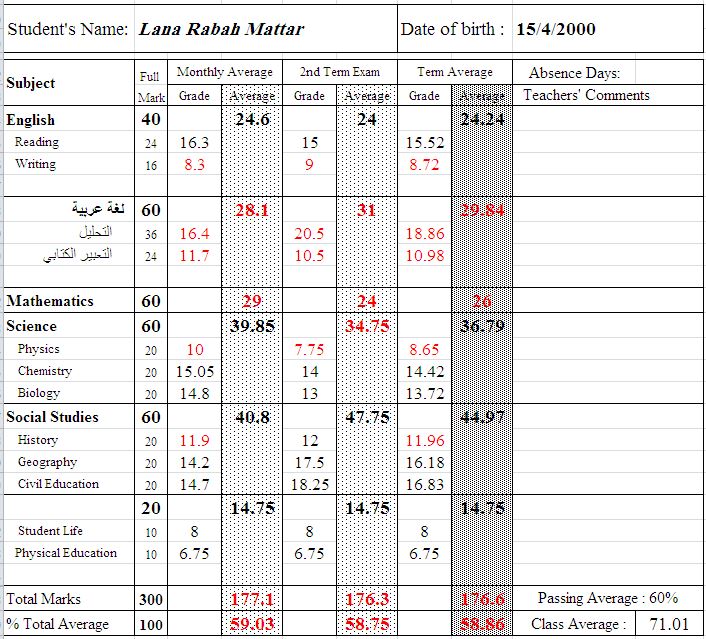 Student's Name: Lana Rabah Mattar Date of birth : 15/4/2000
Subject Full Mark Monthly Average 2nd Term Exam Term Average Absence Days:
Grade Average Grade Average Grade Average Teachers' Comments
English 40 24.6 24 24.24
Reading 24 16.3 15 15.52
Writing 16 8.3 9 8.72
لغة عربية 60 28.1 31 29.84
التحليل 36 16.4 20.5 18.86
التعبير الكتابي 24 11.7 10.5 10.98
Mathematics 60 29 24 26
Science 60 39.85 34.75 36.79
Physics 20 10 7.75 8.65
Chemistry 20 15.05 14 14.42
Biology 20 14.8 13 13.72
Social Studies 60 40.8 47.75 44.97
History 20 11.9 12 11.96
Geography 20 14.2 17.5 16.18
Civil Education 20 14.7 18.25 16.83
20 14.75 14.75 14.75
Student Life 10 8 8 8
Physical Education 10 6.75 6.75 6.75
Total Marks 300 177.1 176.3 176.6 Passing Average : 60%
% Total Average 100 59.03 58.75 58.86 Class Average : 71.01